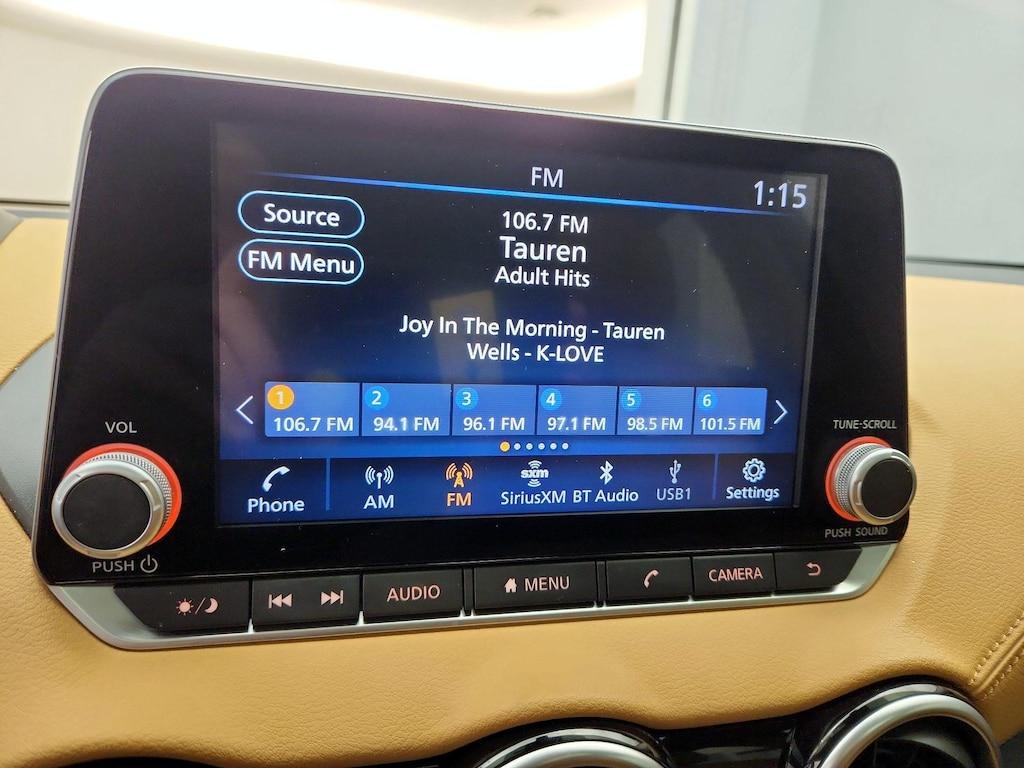 FM
1:15
Source
FM Menu
106.7 FM
Tauren
Adult Hits
Joy In The Morning - Tauren
Wells - K-LOVE
1 2 3 4 5 6
106.7 FM 94.1 FM 96.1 FM 97.1 FM 98.5 FM 101.5 FM
VOL
TUNE·SCROLL
sxm
Phone AM FM SiriusXM BT Audio USB1 Settings
PUSH
PUSH SOUND
AUDIO
MENU
CAMERA